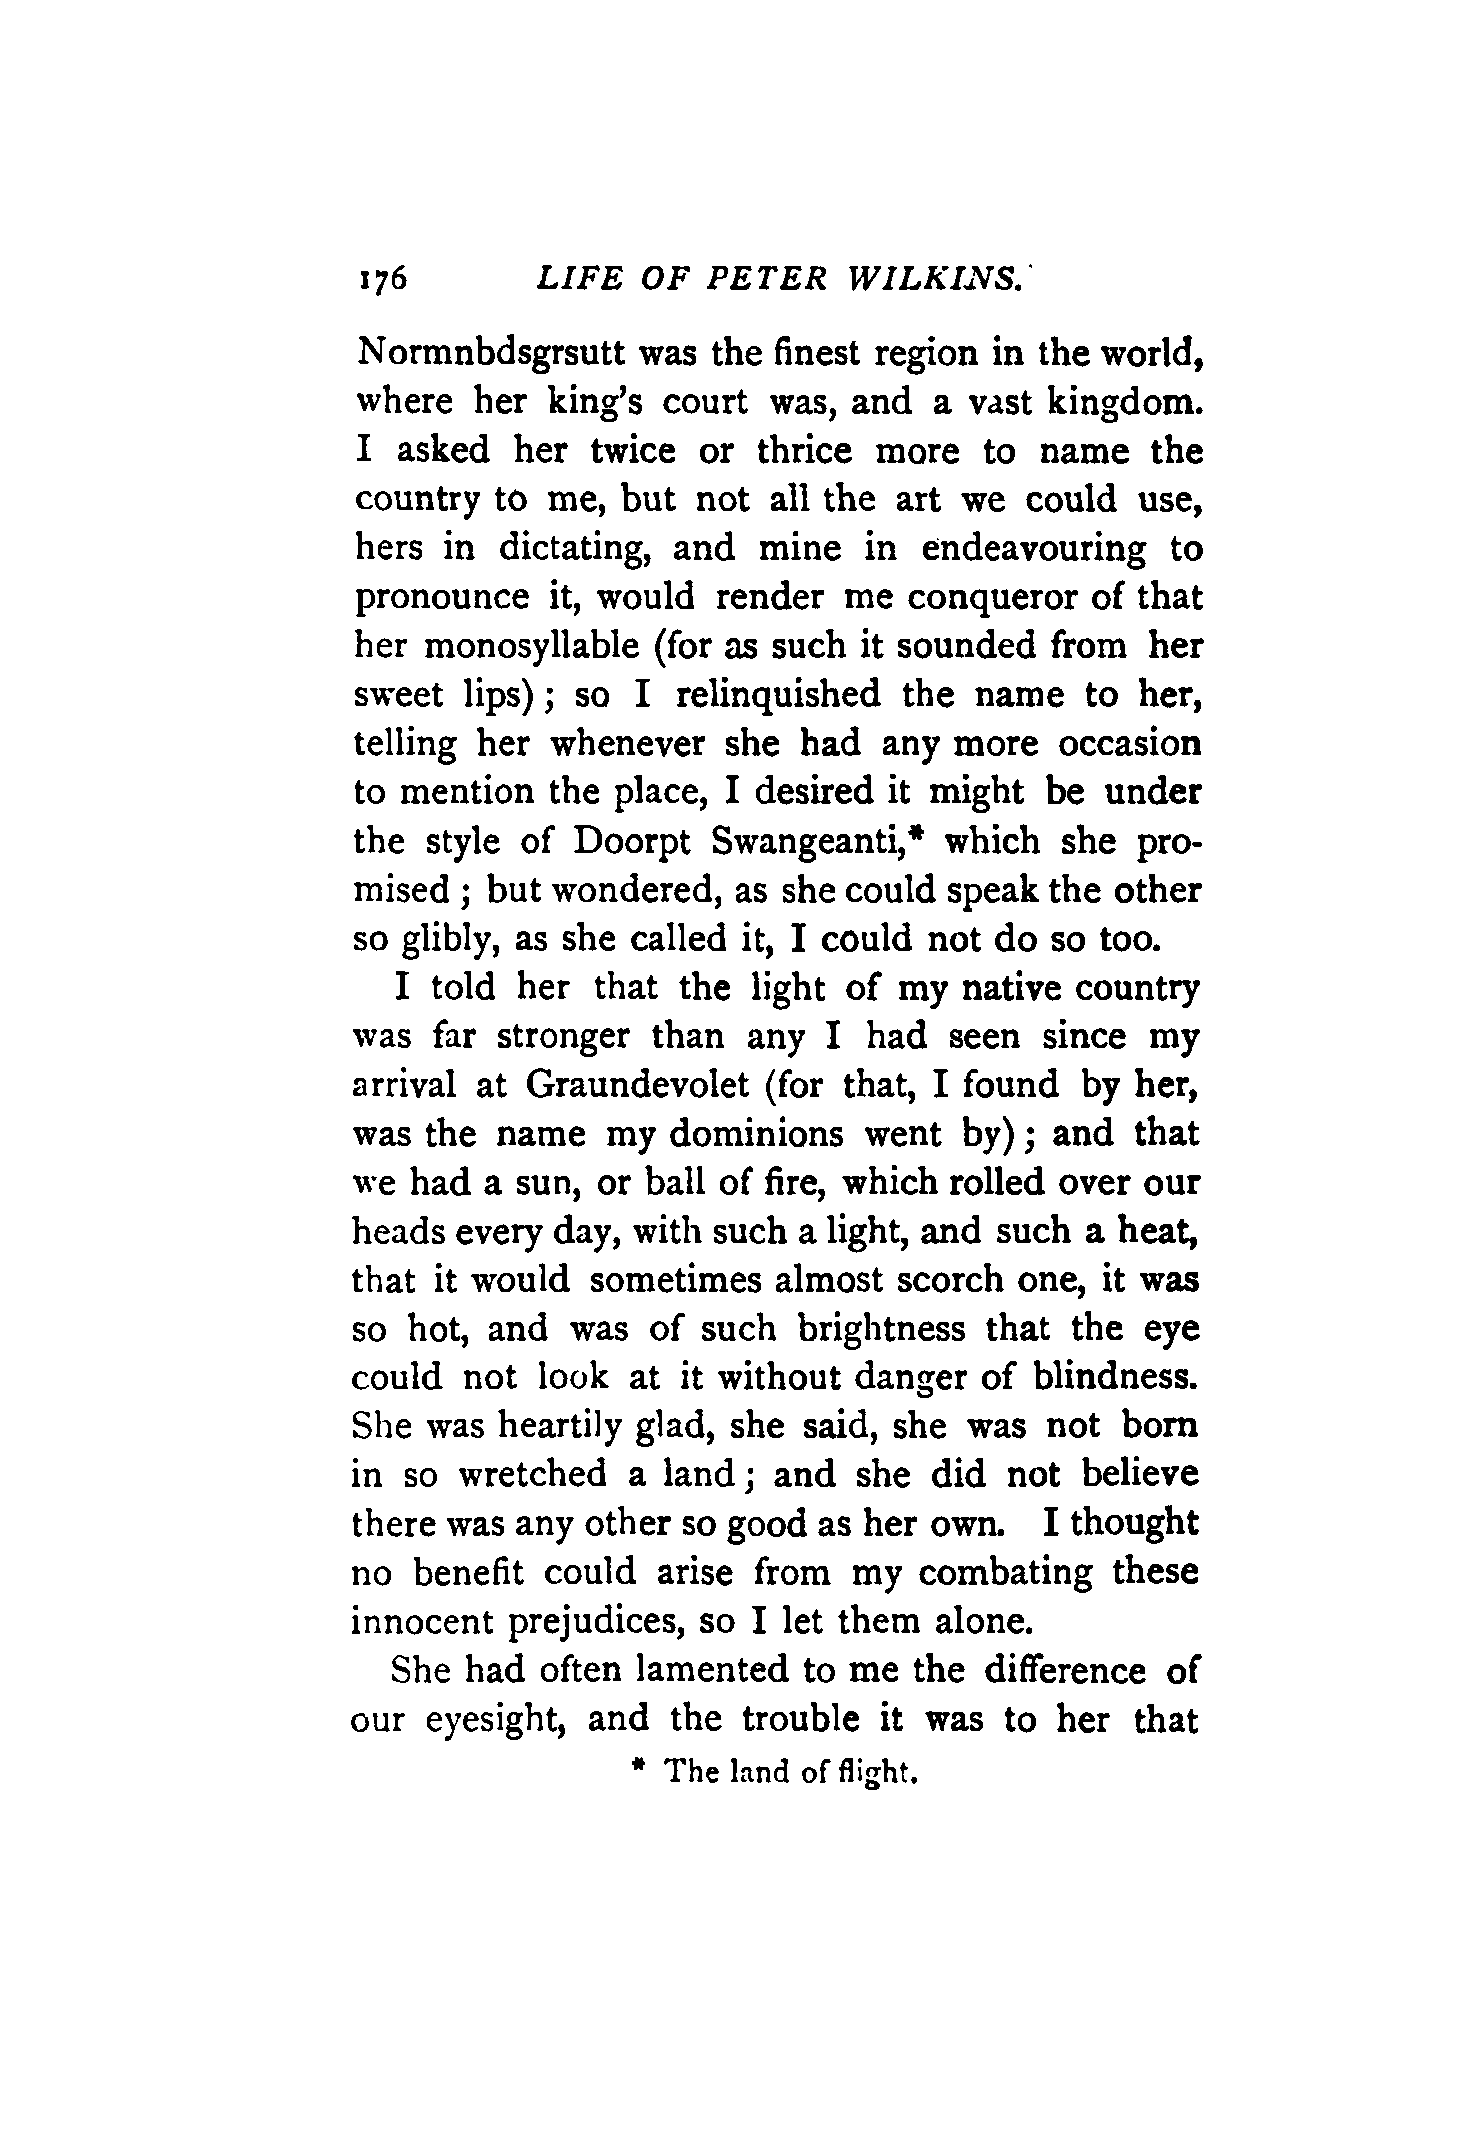 176 LIFE OF PETER WILKINS.
Normnbdsgrsutt was the finest region in the world,
where her king's court was, and a vast kingdom.
I asked her twice or thrice more to name the
country to me, but not all the art we could use,
hers in dictating, and mine in endeavouring to
pronounce it, would render me conqueror of that
her monosyllable (for as such it sounded from her
sweet lips) ; so I relinquished the name to her,
telling her whenever she had any more occasion
to mention the place, I desired it might be under
the style of Doorpt Swangeanti,* which she pro-
mised ; but wondered, as she could speak the other
so glibly, as she called it, I could not do so too.
I told her that the light of my native country
was far stronger than any I had seen since my
arrival at Graundevolet (for that, I found by her,
was the name my dominions went by) ; and that
we had a sun, or ball of fire, which rolled over our
heads every day, with such a light, and such a heat,
that it would sometimes almost scorch one, it was
so hot, and was of such brightness that the eye
could not look at it without danger of blindness.
She was heartily glad, she said, she was not born
in so wretched a land ; and she did not believe
there was any other so good as her own. I thought
no benefit could arise from my combating these
innocent prejudices, so I let them alone.
She had often lamented to me the difference of
our eyesight, and the trouble it was to her that
* The land of flight.